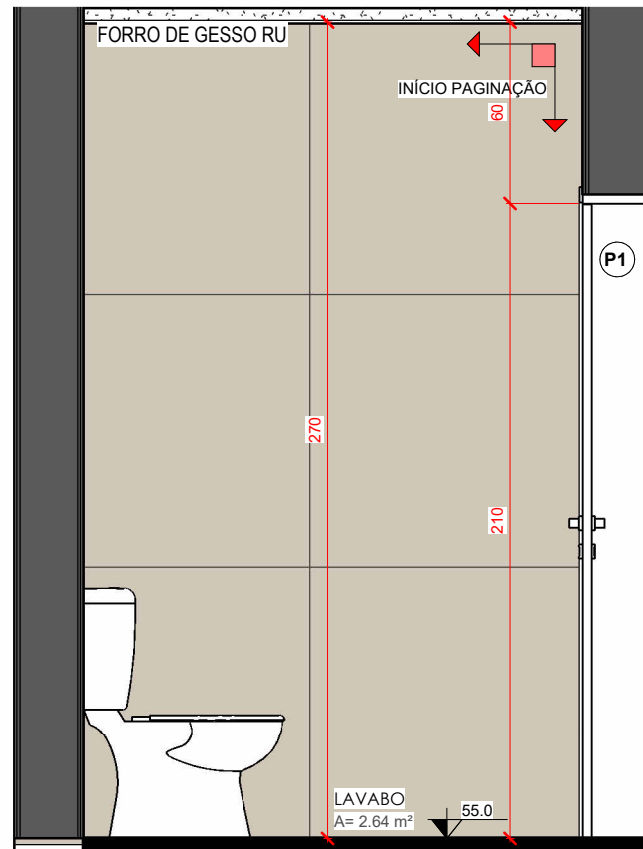 FORRO DE GESSO RU
INÍCIO PAGINAÇÃO
60
P1
270
210
LAVABO
A= 2.64 m²
55.0